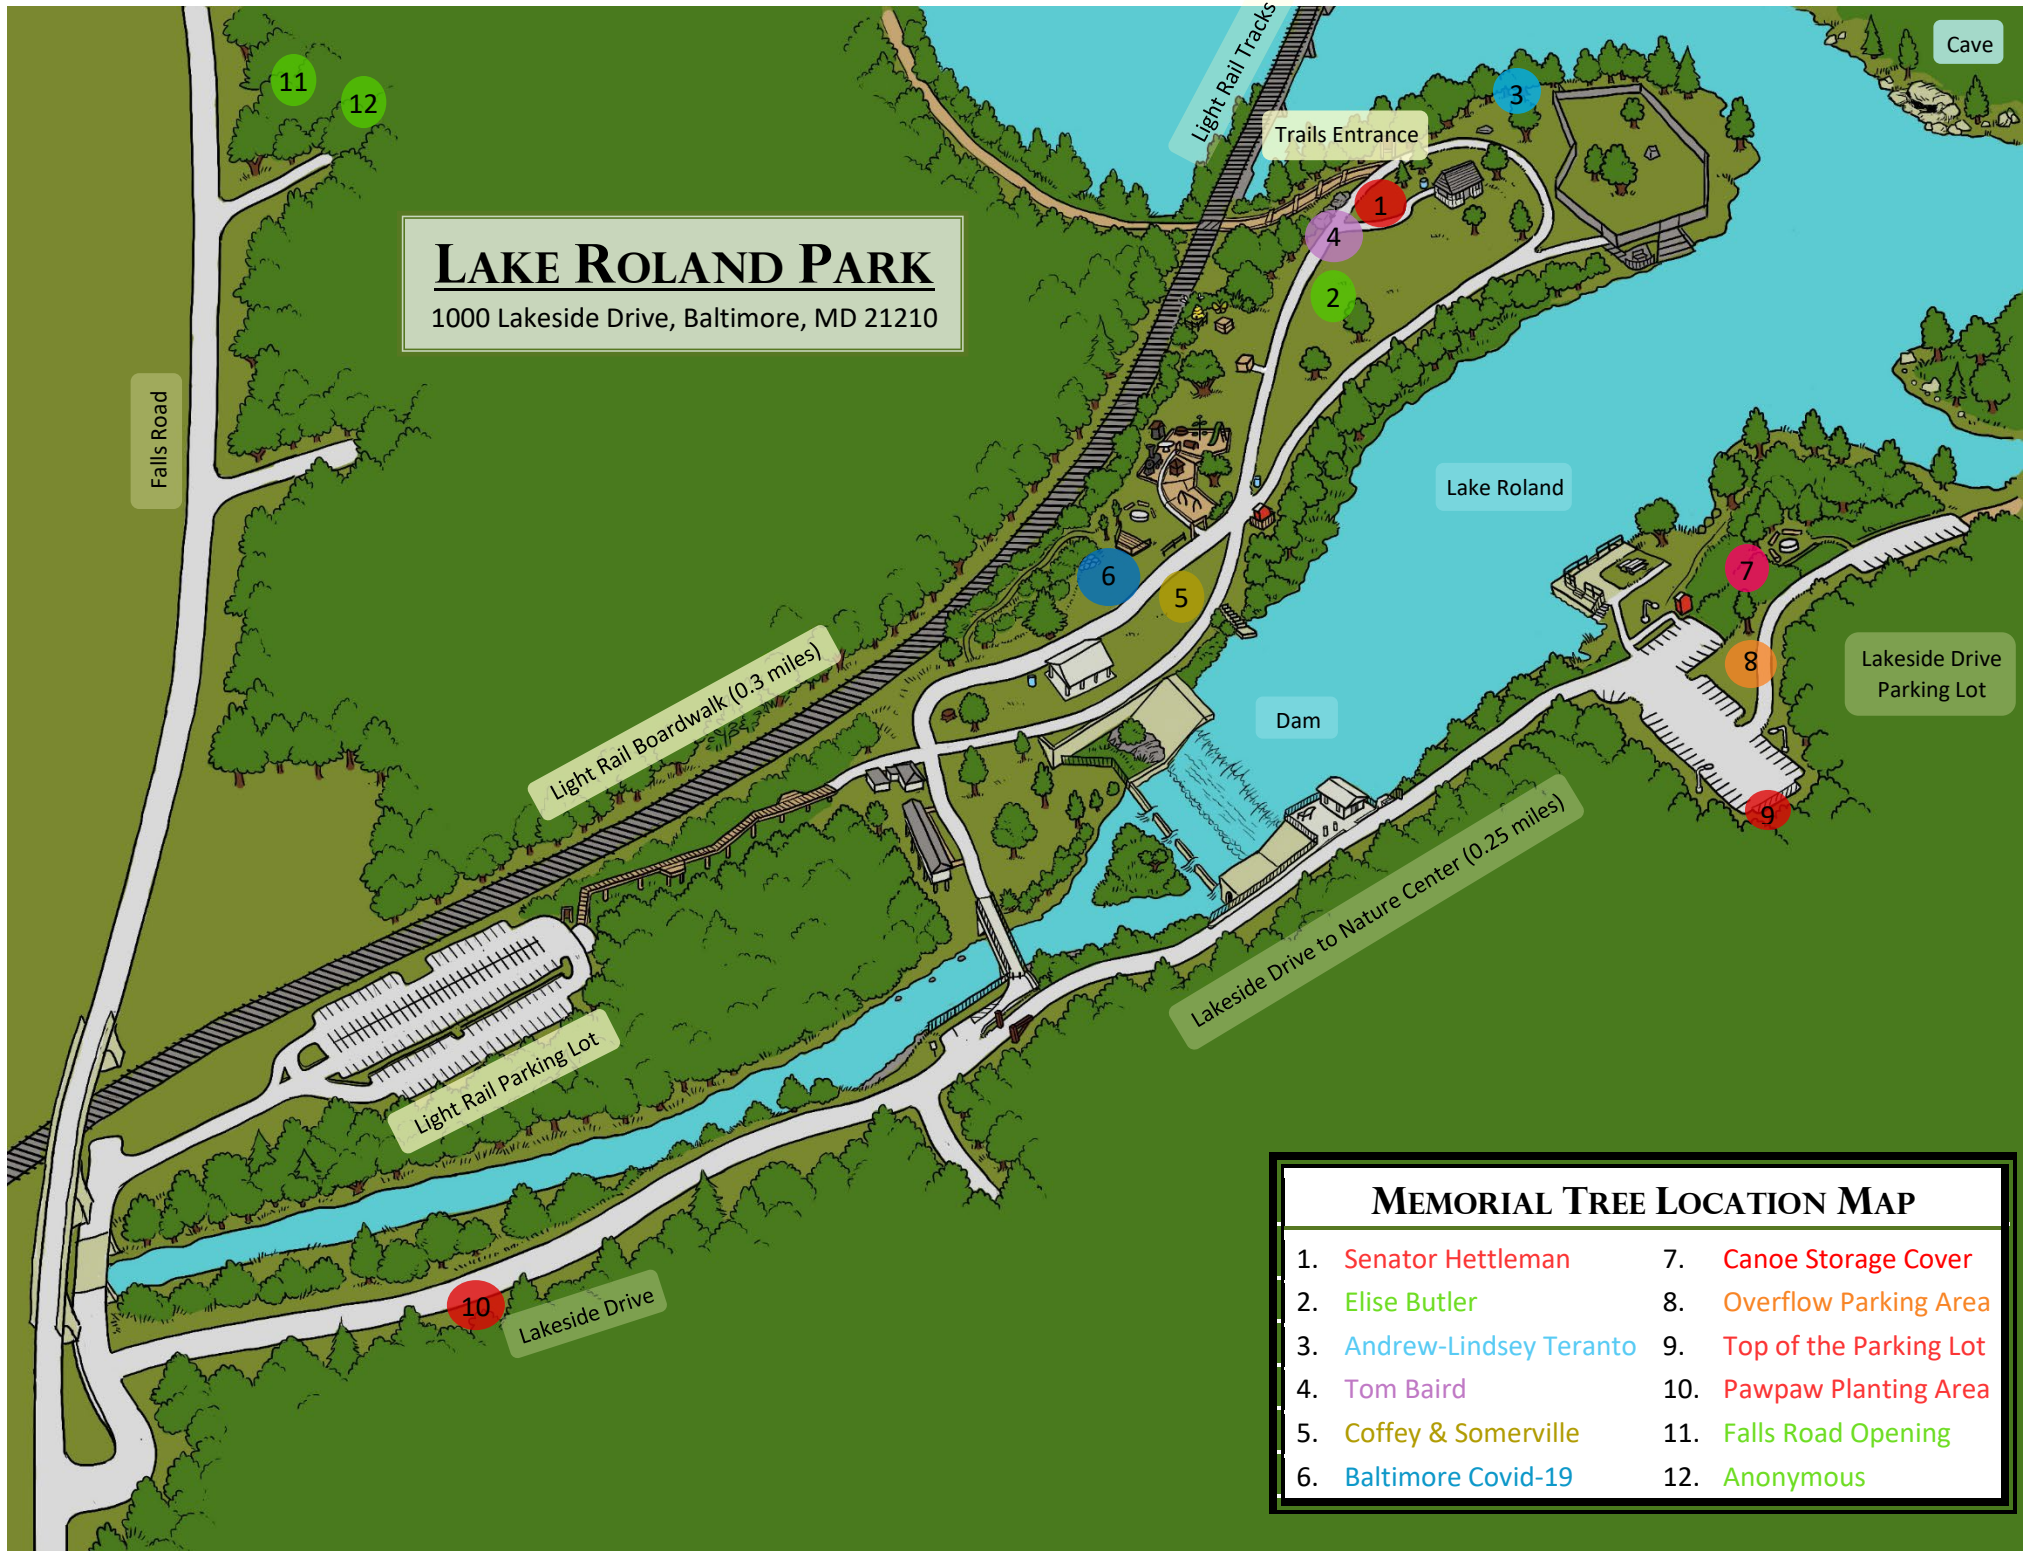 Cave
Light Rail Tracks
3
11
12
Trails Entrance
1
4
2
LAKE ROLAND PARK
1000 Lakeside Drive, Baltimore, MD 21210
Falls Road
Lake Roland
6
5
7
8
Lakeside Drive
Parking Lot
Light Rail Boardwalk (0.3 miles)
Dam
9
Lakeside Drive to Nature Center (0.25 miles)
Light Rail Parking Lot
10
Lakeside Drive
MEMORIAL TREE LOCATION MAP
1. Senator Hettleman
2. Elise Butler
3. Andrew-Lindsey Teranto
4. Tom Baird
5. Coffey & Somerville
6. Baltimore Covid-19
7. Canoe Storage Cover
8. Overflow Parking Area
9. Top of the Parking Lot
10. Pawpaw Planting Area
11. Falls Road Opening
12. Anonymous